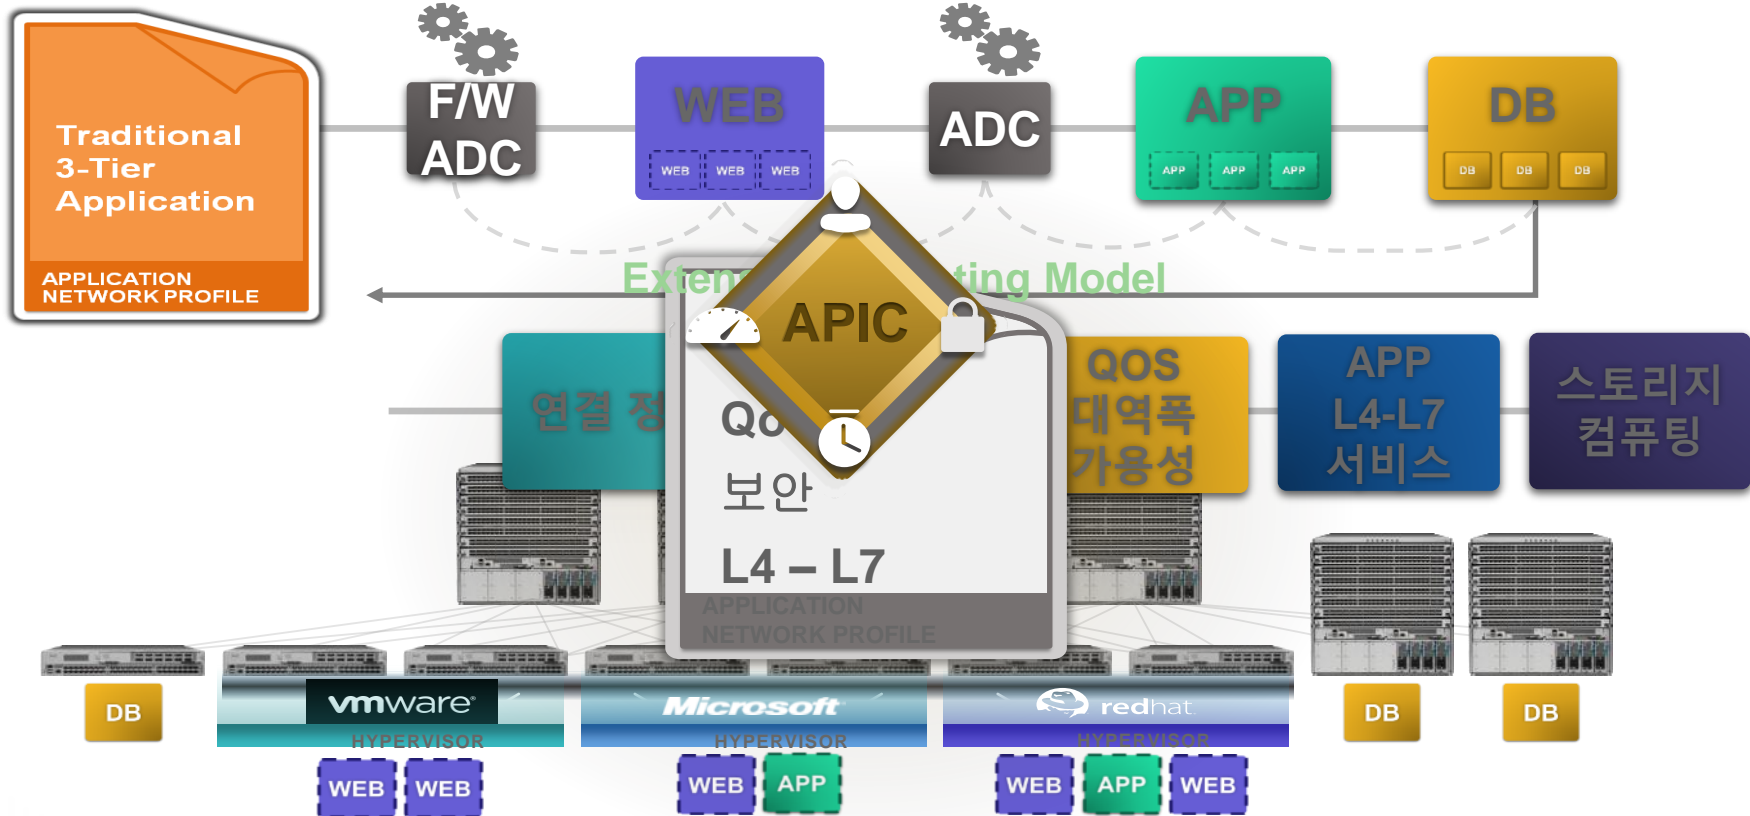 Traditional
3-Tier
Application
APPLICATION
NETWORK PROFILE
F/W
ADC
WEB
WEB WEB WEB
ADC
APP
APP APP APP
DB
DB DB DB
Model
APIC
연결
QOS
대역폭
가용성
APP
L4-L7
서비스
스토리지
컴퓨팅
보안
L4 – L7
APPLICATION
NETWORK PROFILE
DB
vmware
HYPERVISOR
WEB WEB
Microsoft
HYPERVISOR
WEB APP
redhat
HYPERVISOR
WEB APP WEB
DB
DB